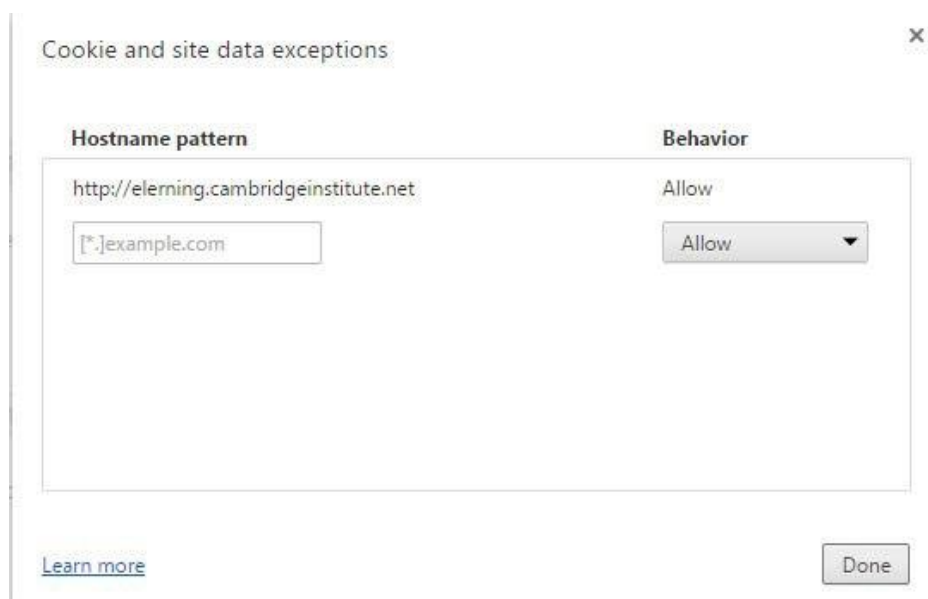 Cookie and site data exceptions
Hostname pattern Behavior
http://elerning.cambridgeinstitute.net Allow
[*.]example.com Allow
Learn more Done